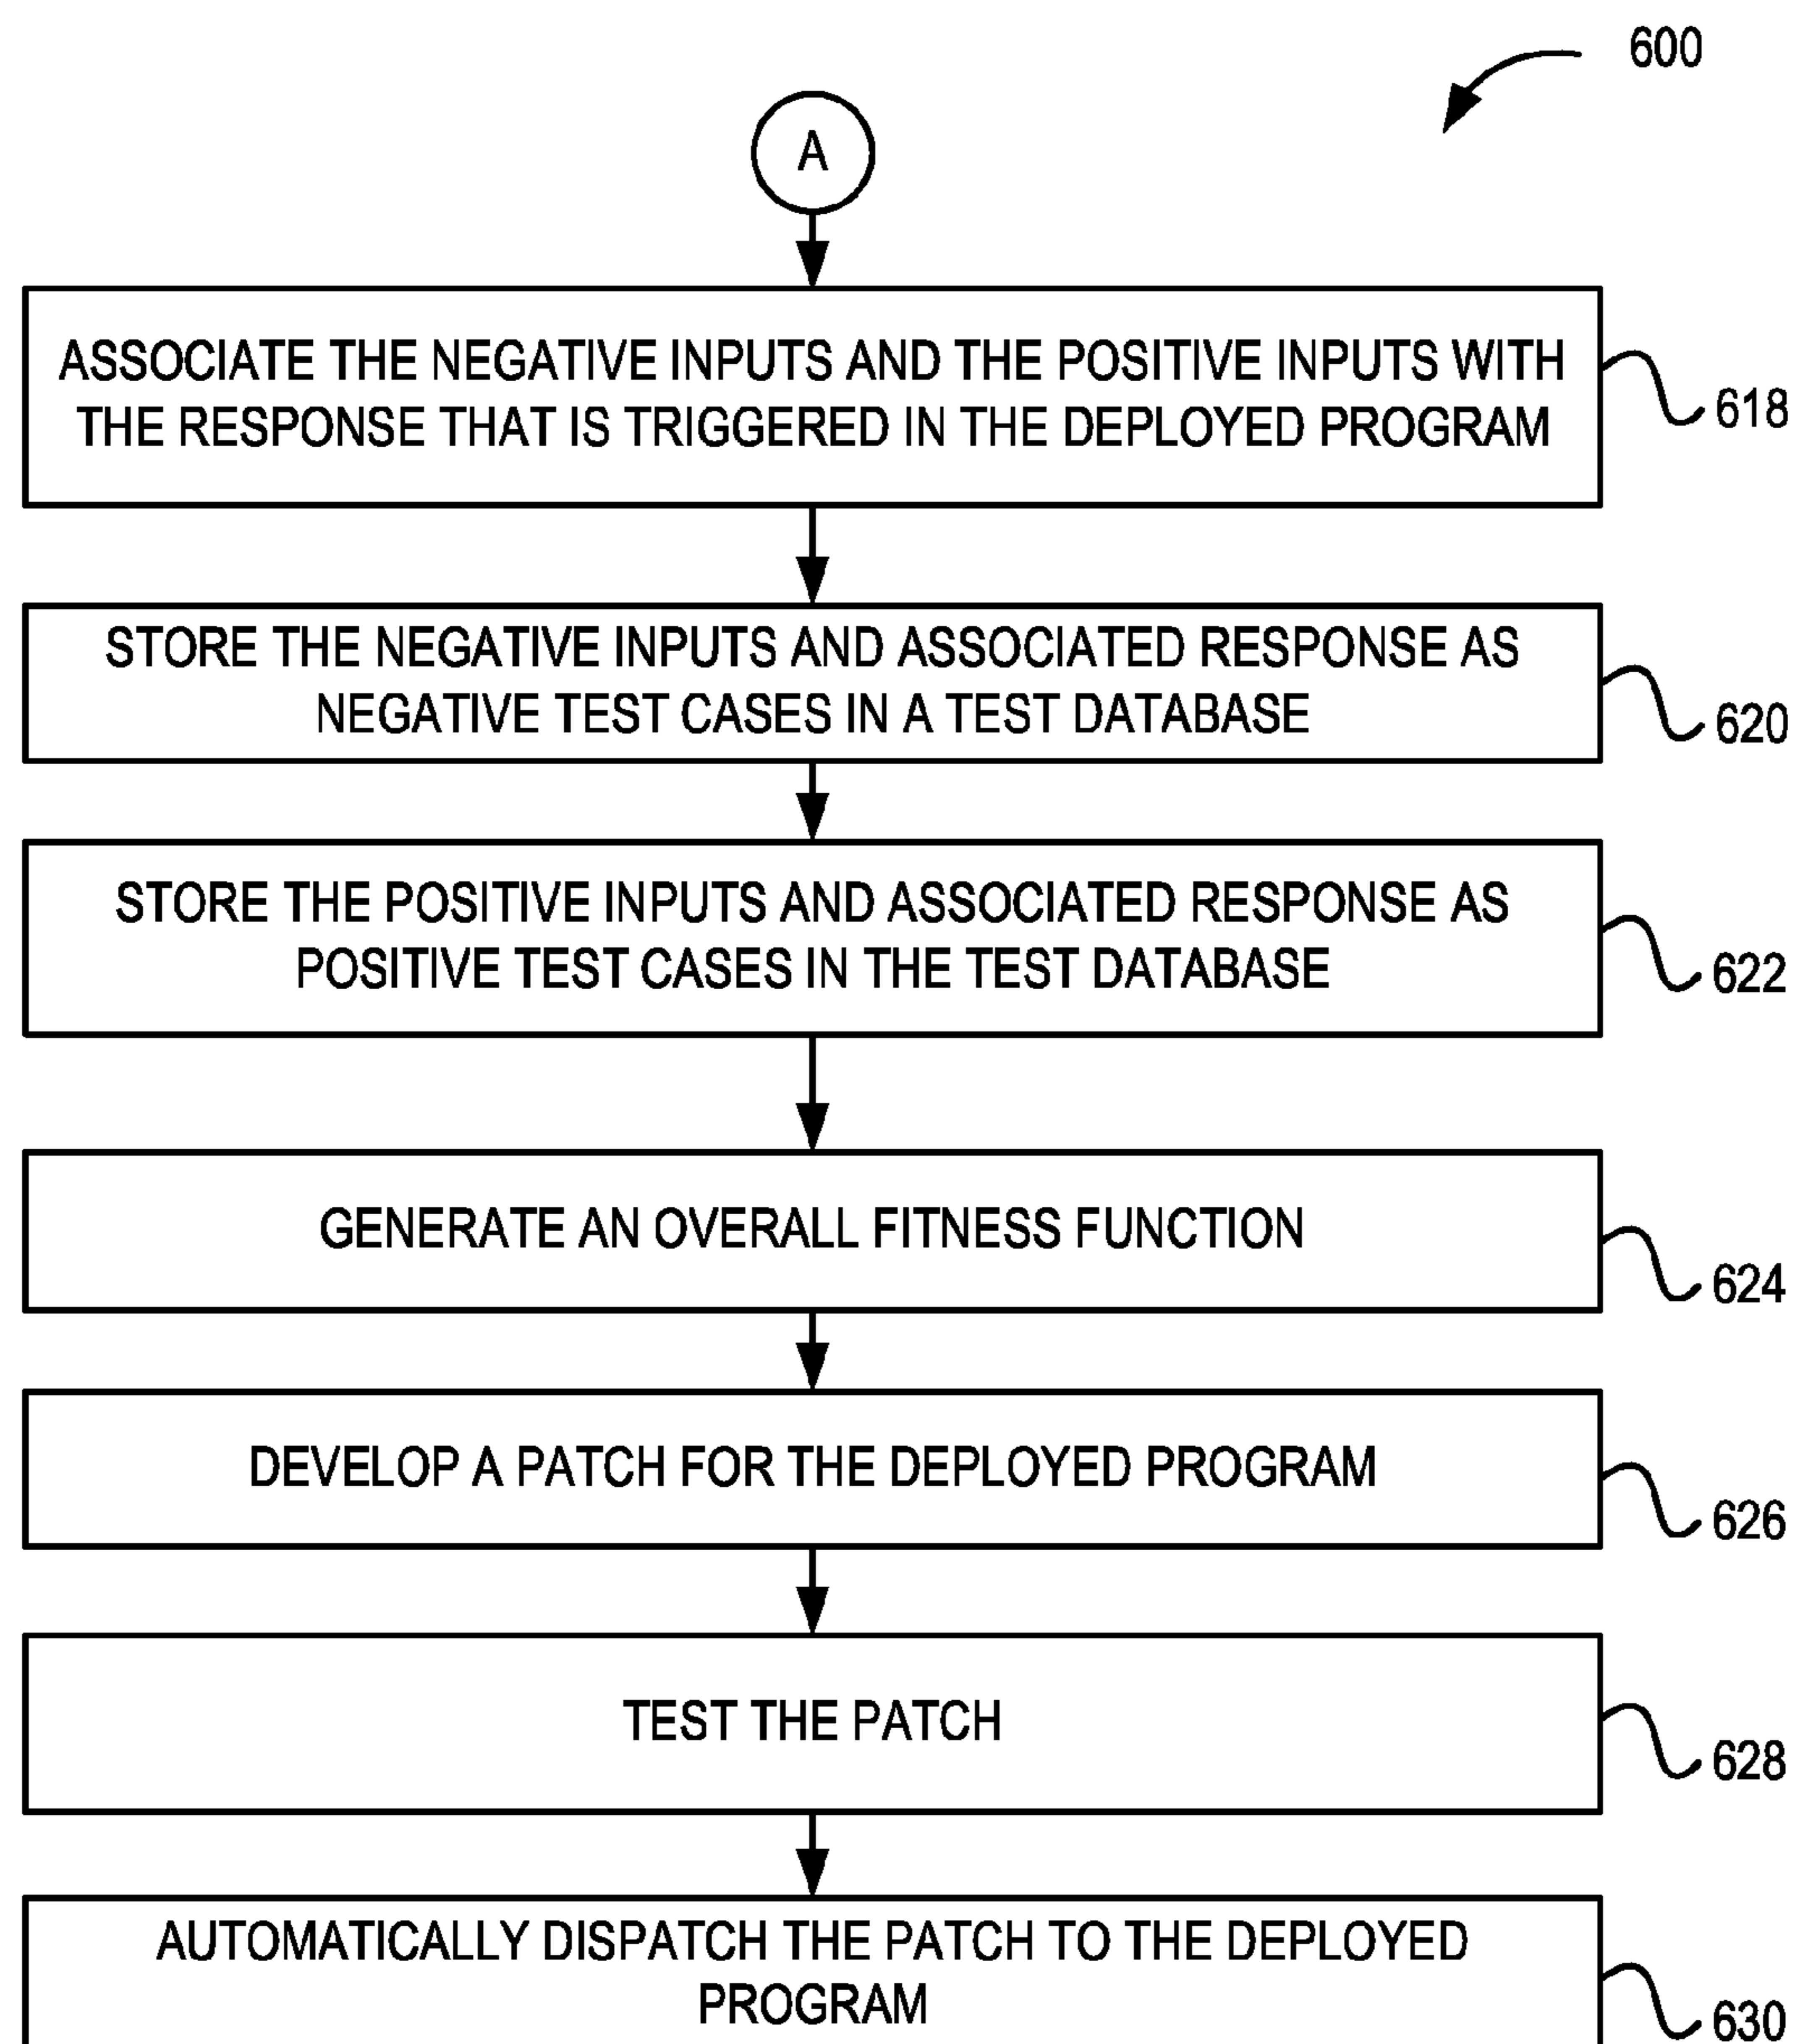 600
A
ASSOCIATE THE NEGATIVE INPUTS AND THE POSITIVE INPUTS WITH
THE RESPONSE THAT IS TRIGGERED IN THE DEPLOYED PROGRAM
618
STORE THE NEGATIVE INPUTS AND ASSOCIATED RESPONSE AS
NEGATIVE TEST CASES IN A TEST DATABASE
620
STORE THE POSITIVE INPUTS AND ASSOCIATED RESPONSE AS
POSITIVE TEST CASES IN THE TEST DATABASE
622
GENERATE AN OVERALL FITNESS FUNCTION
624
DEVELOP A PATCH FOR THE DEPLOYED PROGRAM
626
TEST THE PATCH
628
AUTOMATICALLY DISPATCH THE PATCH TO THE DEPLOYED
PROGRAM
630